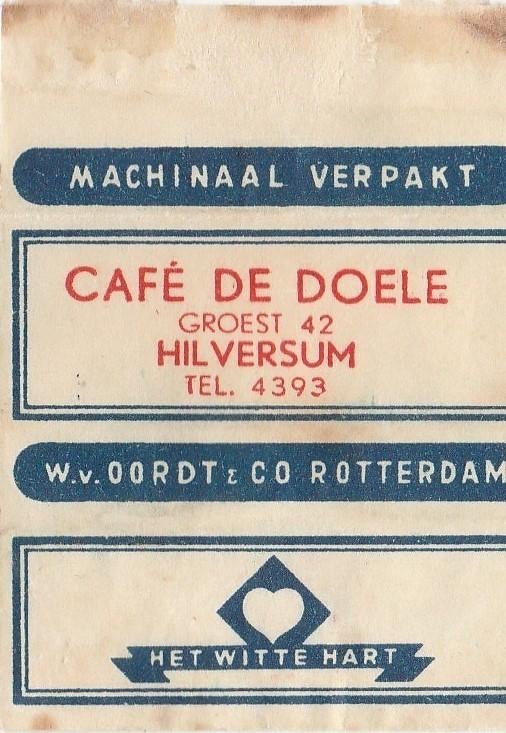 MACHINAAL VERPAKT
CAFÉ DE DOELE
GROEST 42
HILVERSUM
TEL. 4393
W.v. OORDT & CO ROTTERDAM
HET WITTE HART